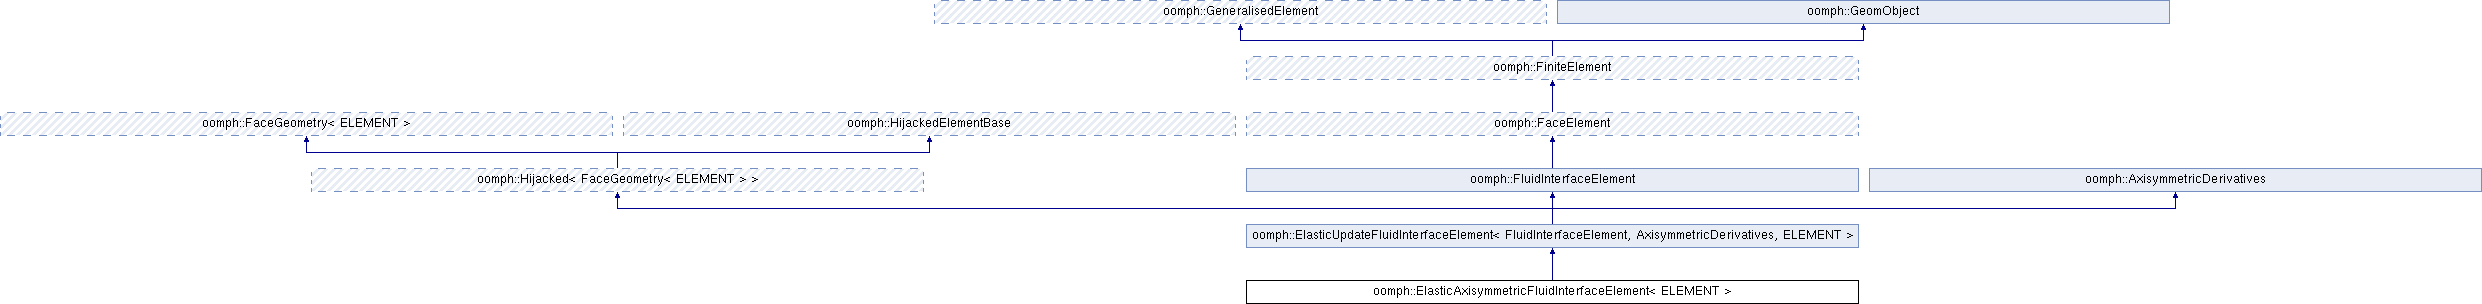 oomph::GeneralisedElement
oomph::GeomObject
oomph::FiniteElement
oomph::FaceGeometry< ELEMENT >
oomph::HijackedElementBase
oomph::FaceElement
oomph::Hijacked< FaceGeometry< ELEMENT > >
oomph::FluidInterfaceElement
oomph::AxisymmetricDerivatives
oomph::ElasticUpdateFluidInterfaceElement< FluidInterfaceElement, AxisymmetricDerivatives, ELEMENT >
oomph::ElasticAxisymmetricFluidInterfaceElement< ELEMENT >